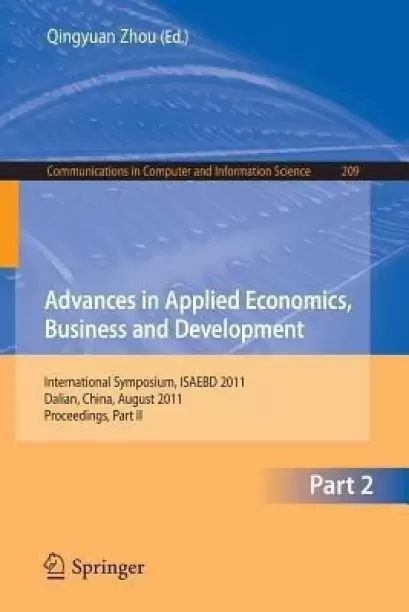 Qingyuan Zhou (Ed.)
Communications in Computer and Information Science 209
Advances in Applied Economics,
Business and Development
International Symposium, ISAEBD 2011
Dalian, China, August 2011
Proceedings, Part II
Part 2
Springer